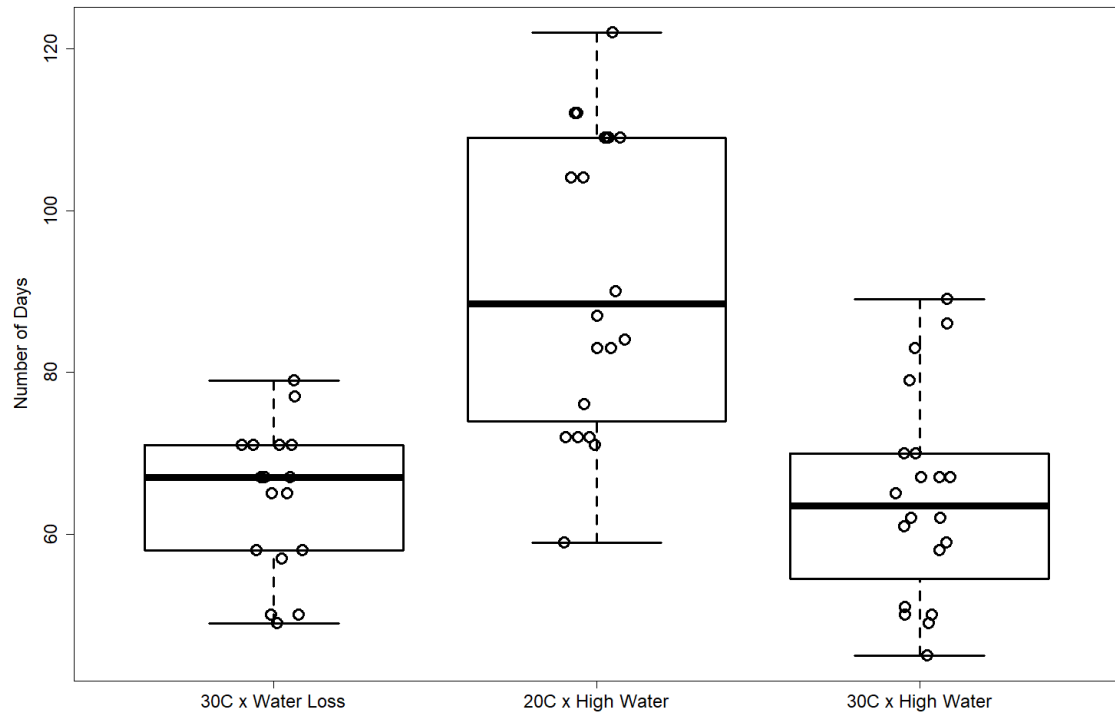 Number of Days
120
100
80
60
30C x Water Loss
20C x High Water
30C x High Water